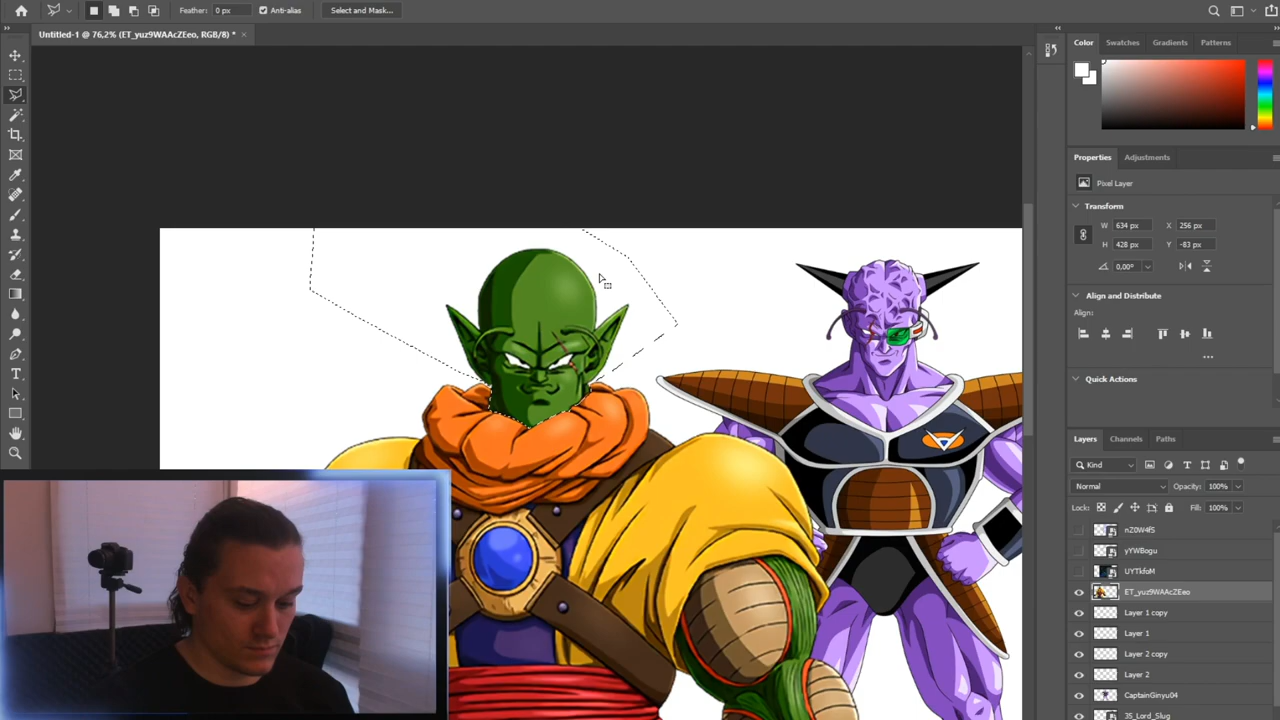 Feather: 0 px Anti-alias Select and Mask...
Untitled-1 @ 76,2% (ET_yuz9WAAcZEeo, RGB/8) * ×
Color Swatches Gradients Patterns
Properties Adjustments
Pixel Layer
Transform
W 634 px X 256 px
H 428 px Y -83 px
0,00°
Align and Distribute
Align:
Quick Actions
Layers Channels Paths
Kind
Normal Opacity: 100%
Lock: Fill: 100%
nZ0W4fS
yYWBogu
UYTkfoM
ET_yuz9WAAcZEeo
Layer 1 copy
Layer 1
Layer 2 copy
Layer 2
CaptainGinyu04
35_Lord_Slug